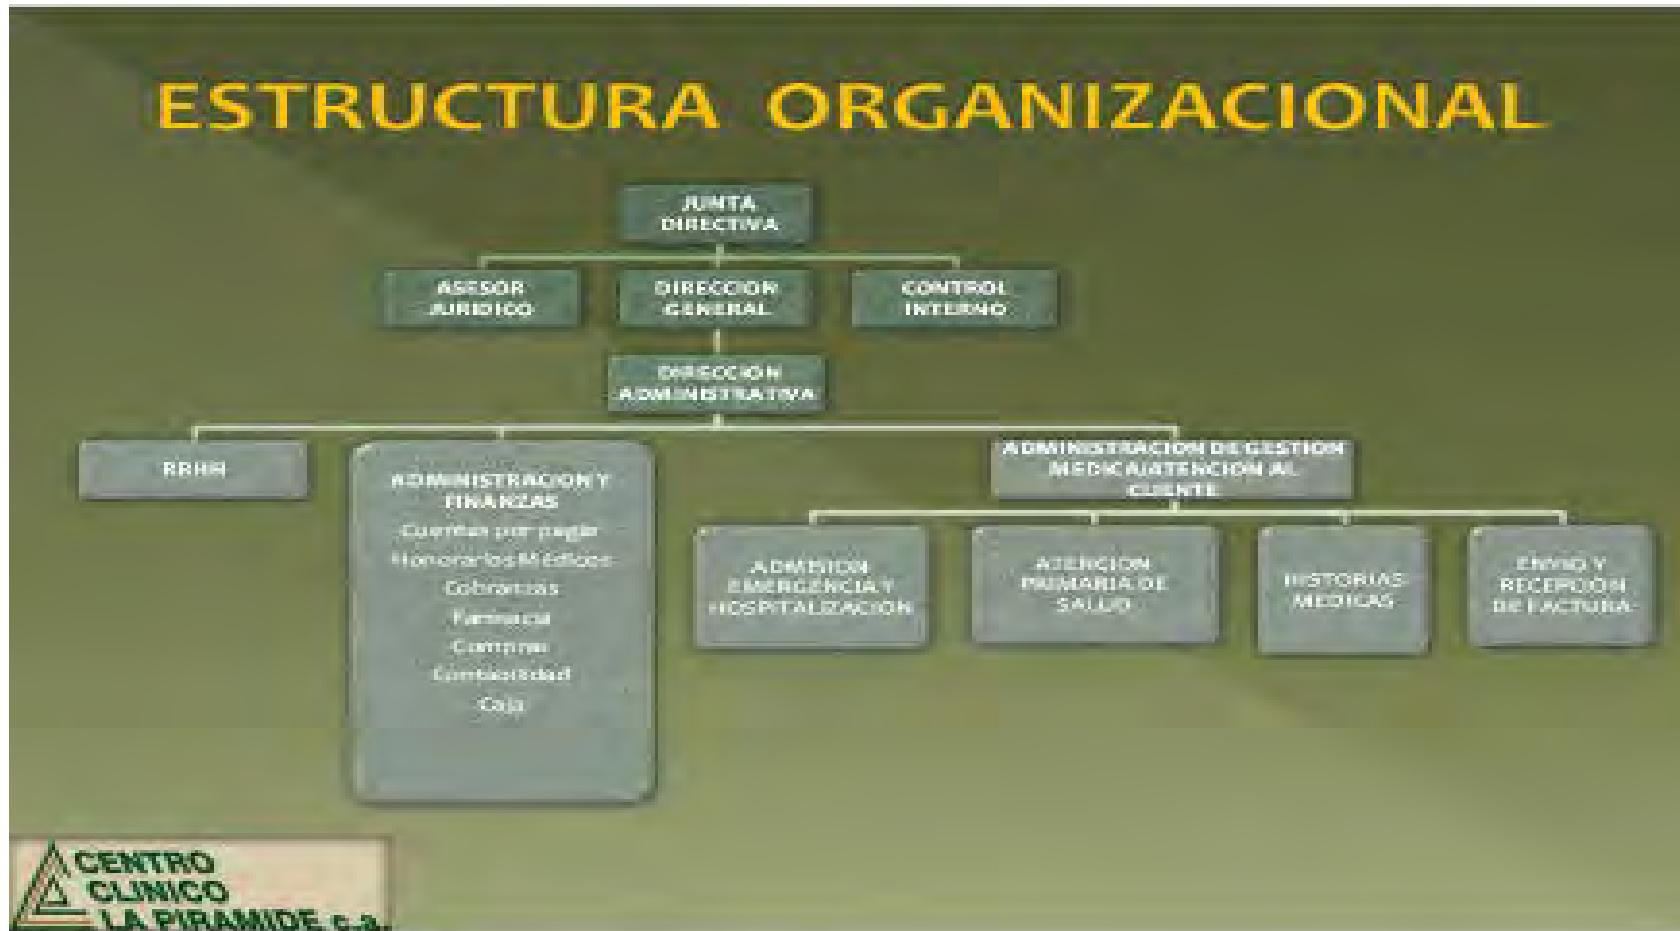 ESTRUCTURA ORGANIZACIONAL
JUNTA
DIRECTIVA
ASESOR
JURIDICO
DIRECCION
GENERAL
CONTROL
INTERNO
DIRECCION
ADMINISTRATIVA
RRHH
ADMINISTRACION Y
FINANZAS
Cuentas por pagar
Honorarios Médicos
Cobranzas
Farmacia
Compras
Contabilidad
Caja
ADMINISTRACION DE GESTION
MEDICA/ATENCION AL
CLIENTE
ADMISION
EMERGENCIA Y
HOSPITALIZACION
ATENCION
PRIMARIA DE
SALUD
HISTORIAS
MEDICAS
ENVIO Y
RECEPCION
DE FACTURA
CENTRO
CLINICO
LA PIRAMIDE c.a.